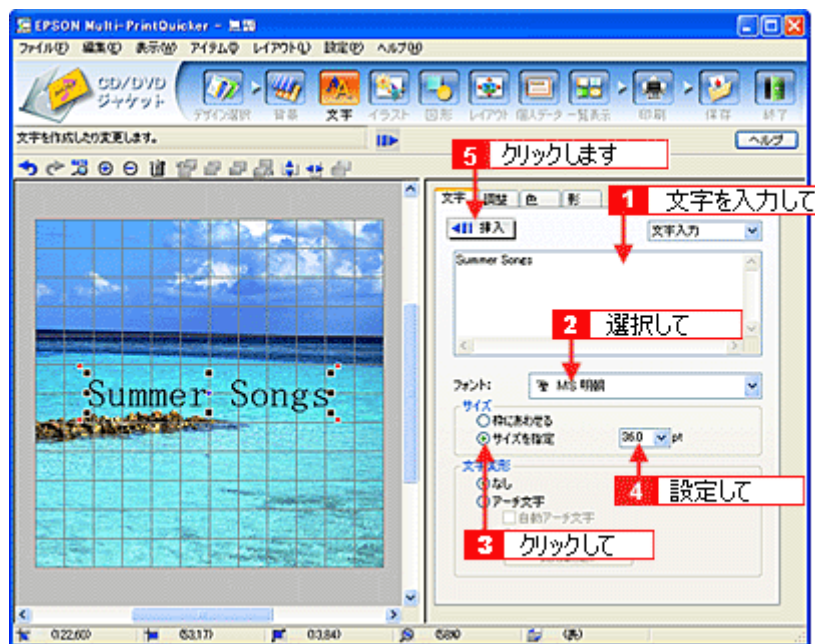 EPSON Multi-PrintQuicker - 無題
ファイル(F) 編集(E) 表示(W) アイテム(I) レイアウト(L) 設定(P) ヘルプ(H)
CD/DVD
ジャケット
デザイン選択 背景 文字 イラスト 図形 レイアウト 個人データ 一覧表示 印刷 保存 終了
文字を作成したり変更します。
ヘルプ
5 クリックします
文字 調整 色 影
1 文字を入力して
挿入
文字入力
Summer Songs
2 選択して
フォント: MS 明朝
サイズ
枠にあわせる
サイズを指定 36.0 pt
Summer Songs
文字変形
なし
4 設定して
アーチ文字
自動アーチ文字
3 クリックして
(表)